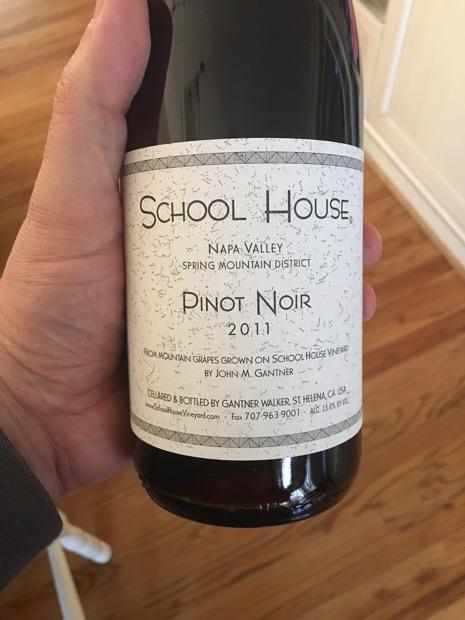 SCHOOL HOUSE®
NAPA VALLEY
SPRING MOUNTAIN DISTRICT
PINOT NOIR
2011
FROM MOUNTAIN GRAPES GROWN ON SCHOOL HOUSE VINEYARD
BY JOHN M. GANTNER
CELLARED & BOTTLED BY GANTNER WALKER, ST. HELENA, CA USA
www.SchoolHouseVineyard.com · Fax 707-963-9001 · ALC. 13.4% BY VOL.